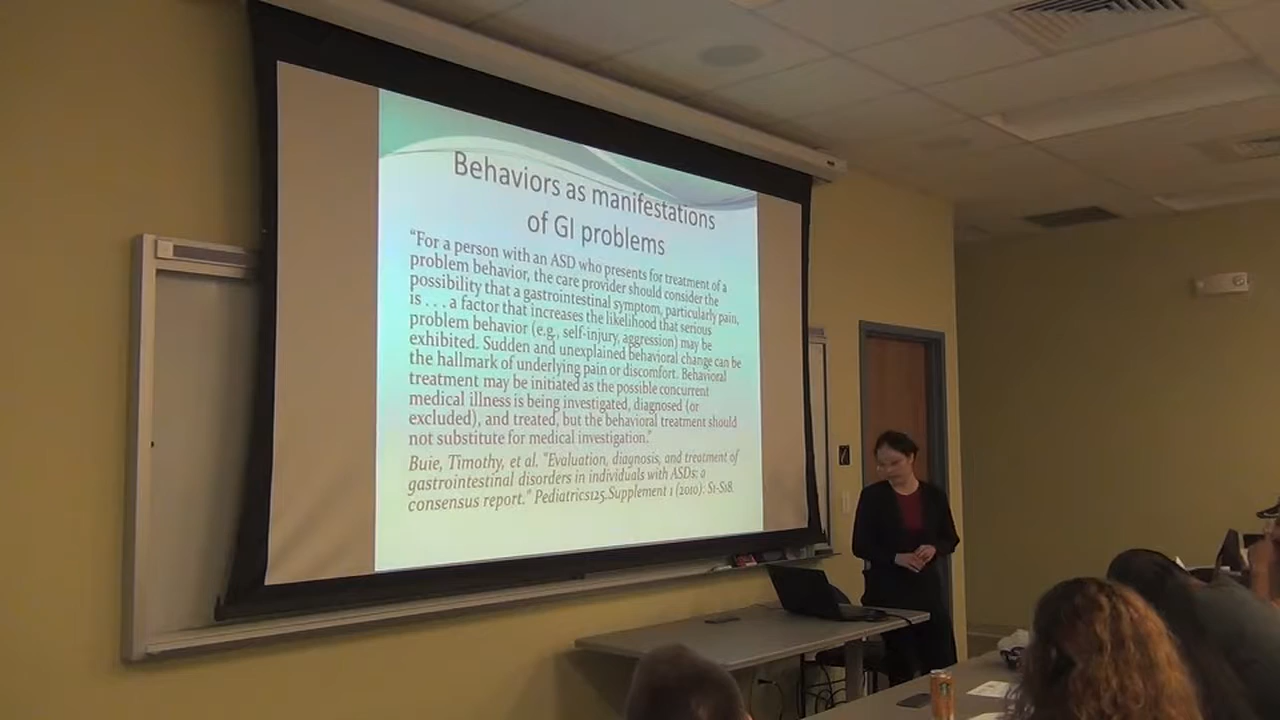 Behaviors as manifestations
of GI problems
“For a person with an ASD who presents for treatment of a
problem behavior, the care provider should consider the
possibility that a gastrointestinal symptom, particularly pain,
is . . . a factor that increases the likelihood that serious
problem behavior (e.g., self-injury, aggression) may be
exhibited. Sudden and unexplained behavioral change can be
the hallmark of underlying pain or discomfort. Behavioral
treatment may be initiated as the possible concurrent
medical illness is being investigated, diagnosed (or
excluded), and treated, but the behavioral treatment should
not substitute for medical investigation.”
Buie, Timothy, et al. "Evaluation, diagnosis, and treatment of
gastrointestinal disorders in individuals with ASDs: a
consensus report." Pediatrics125.Supplement 1 (2010): S1-S18.